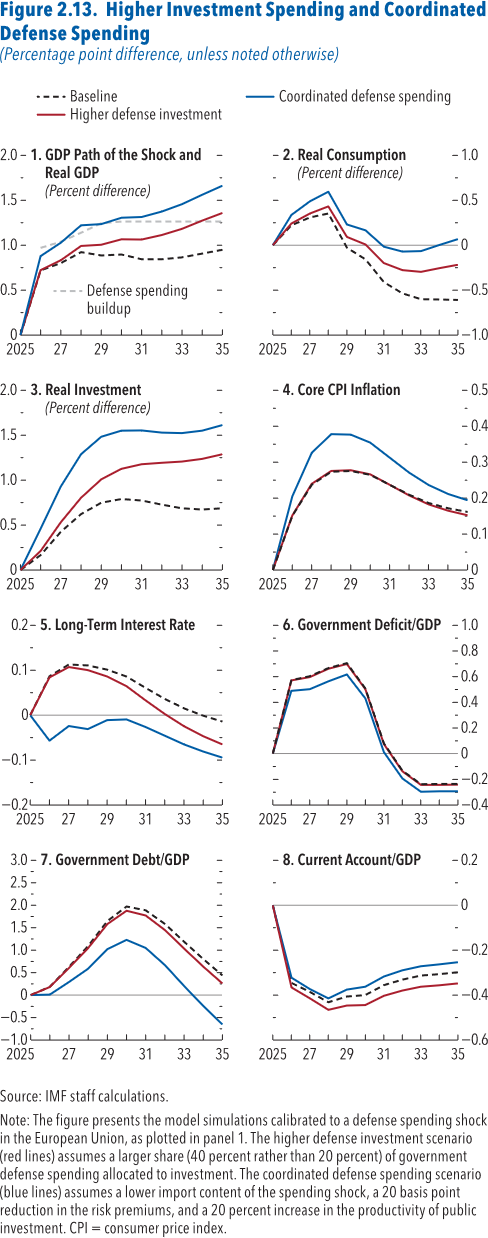 Figure 2.13.  Higher Investment Spending and Coordinated
Defense Spending
(Percentage point difference, unless noted otherwise)
Baseline
Higher defense investment
Coordinated defense spending
1. GDP Path of the Shock and
Real GDP
(Percent difference)
2.0
1.5
1.0
0.5
0
Defense spending
buildup
2025 27 29 31 33 35
2. Real Consumption
(Percent difference)
1.0
0.5
0
−0.5
−1.0
2025 27 29 31 33 35
3. Real Investment
(Percent difference)
2.0
1.5
1.0
0.5
0
2025 27 29 31 33 35
4. Core CPI Inflation
0.5
0.4
0.3
0.2
0.1
0
2025 27 29 31 33 35
5. Long-Term Interest Rate
0.2
0.1
0
−0.1
−0.2
2025 27 29 31 33 35
6. Government Deficit/GDP
1.0
0.8
0.6
0.4
0.2
0
−0.2
−0.4
2025 27 29 31 33 35
7. Government Debt/GDP
3.0
2.5
2.0
1.5
1.0
0.5
0
−0.5
−1.0
2025 27 29 31 33 35
8. Current Account/GDP
0.2
0
−0.2
−0.4
−0.6
2025 27 29 31 33 35
Source: IMF staff calculations.
Note: The figure presents the model simulations calibrated to a defense spending shock
in the European Union, as plotted in panel 1. The higher defense investment scenario
(red lines) assumes a larger share (40 percent rather than 20 percent) of government
defense spending allocated to investment. The coordinated defense spending scenario
(blue lines) assumes a lower import content of the spending shock, a 20 basis point
reduction in the risk premiums, and a 20 percent increase in the productivity of public
investment. CPI = consumer price index.